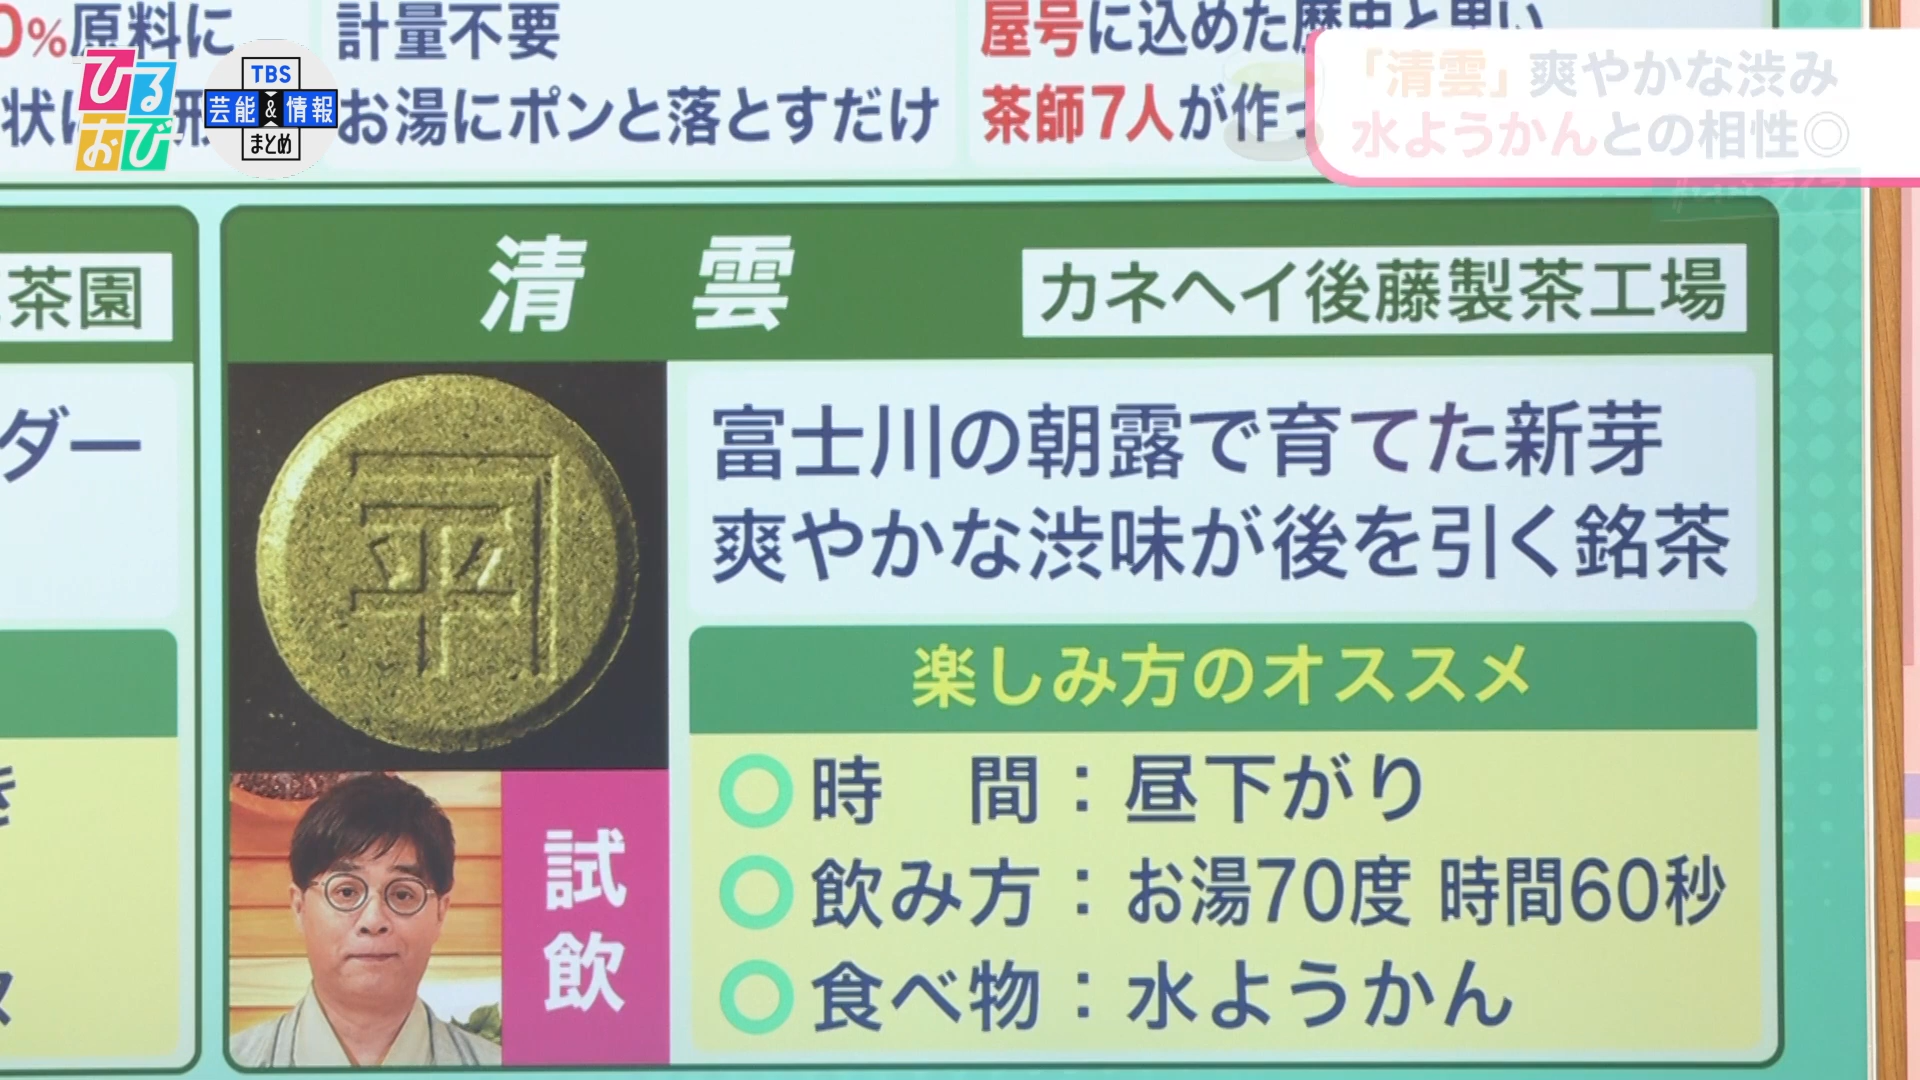 0%原料に
計量不要
お湯にポンと落とすだけ
屋号に込めた歴史と思い
茶師7人が作っ
ひるおび
TBS
芸能&情報
まとめ
「清雲」爽やかな渋み
水ようかんとの相性◎
茶園
清雲
カネヘイ後藤製茶工場
ダー
富士川の朝露で育てた新芽
爽やかな渋味が後を引く銘茶
平
楽しみ方のオススメ
時 間：昼下がり
飲み方：お湯70度 時間60秒
食べ物：水ようかん
試飲